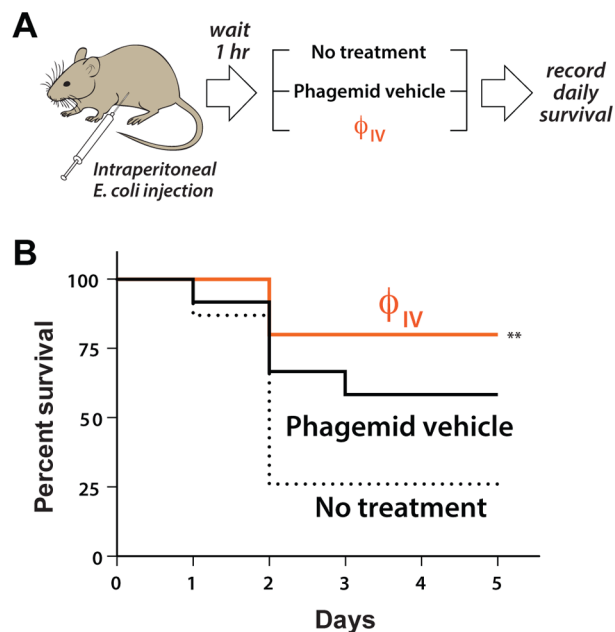 A
wait
1 hr
No treatment
Phagemid vehicle
ϕIV
record
daily
survival
Intraperitoneal
E. coli injection
B
Percent survival
100
75
50
25
0
ϕIV
**
Phagemid vehicle
No treatment
0 1 2 3 4 5
Days